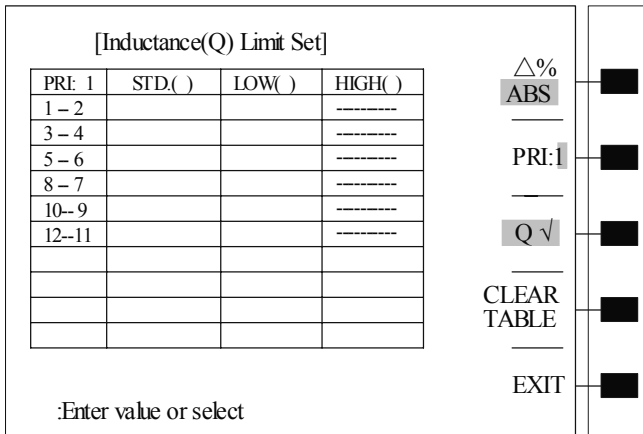 [Inductance(Q) Limit Set]
PRI: 1 STD.( ) LOW( ) HIGH( )
1 – 2 ----------
3 – 4 ----------
5 – 6 ----------
8 – 7 ----------
10-- 9 ----------
12--11 ----------
:Enter value or select
△%
ABS
PRI:1
Q √
CLEAR
TABLE
EXIT